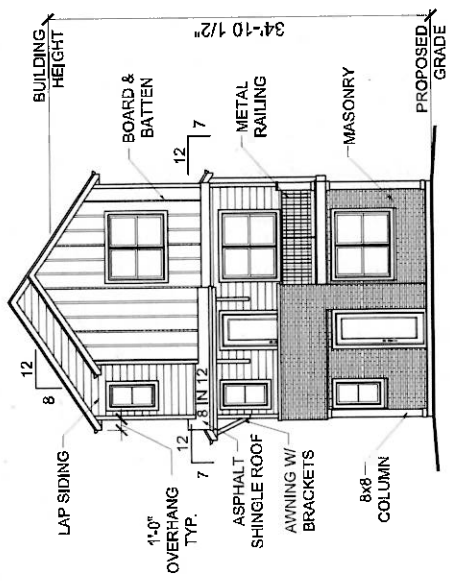 BUILDING
HEIGHT
34'-10 1/2"
PROPOSED
GRADE
BOARD &
BATTEN
12
7
METAL
RAILING
MASONRY
12
8
LAP SIDING
1'-0"
OVERHANG
TYP.
8 IN 12
12
7
ASPHALT
SHINGLE ROOF
AWNING W/
BRACKETS
8x8
COLUMN